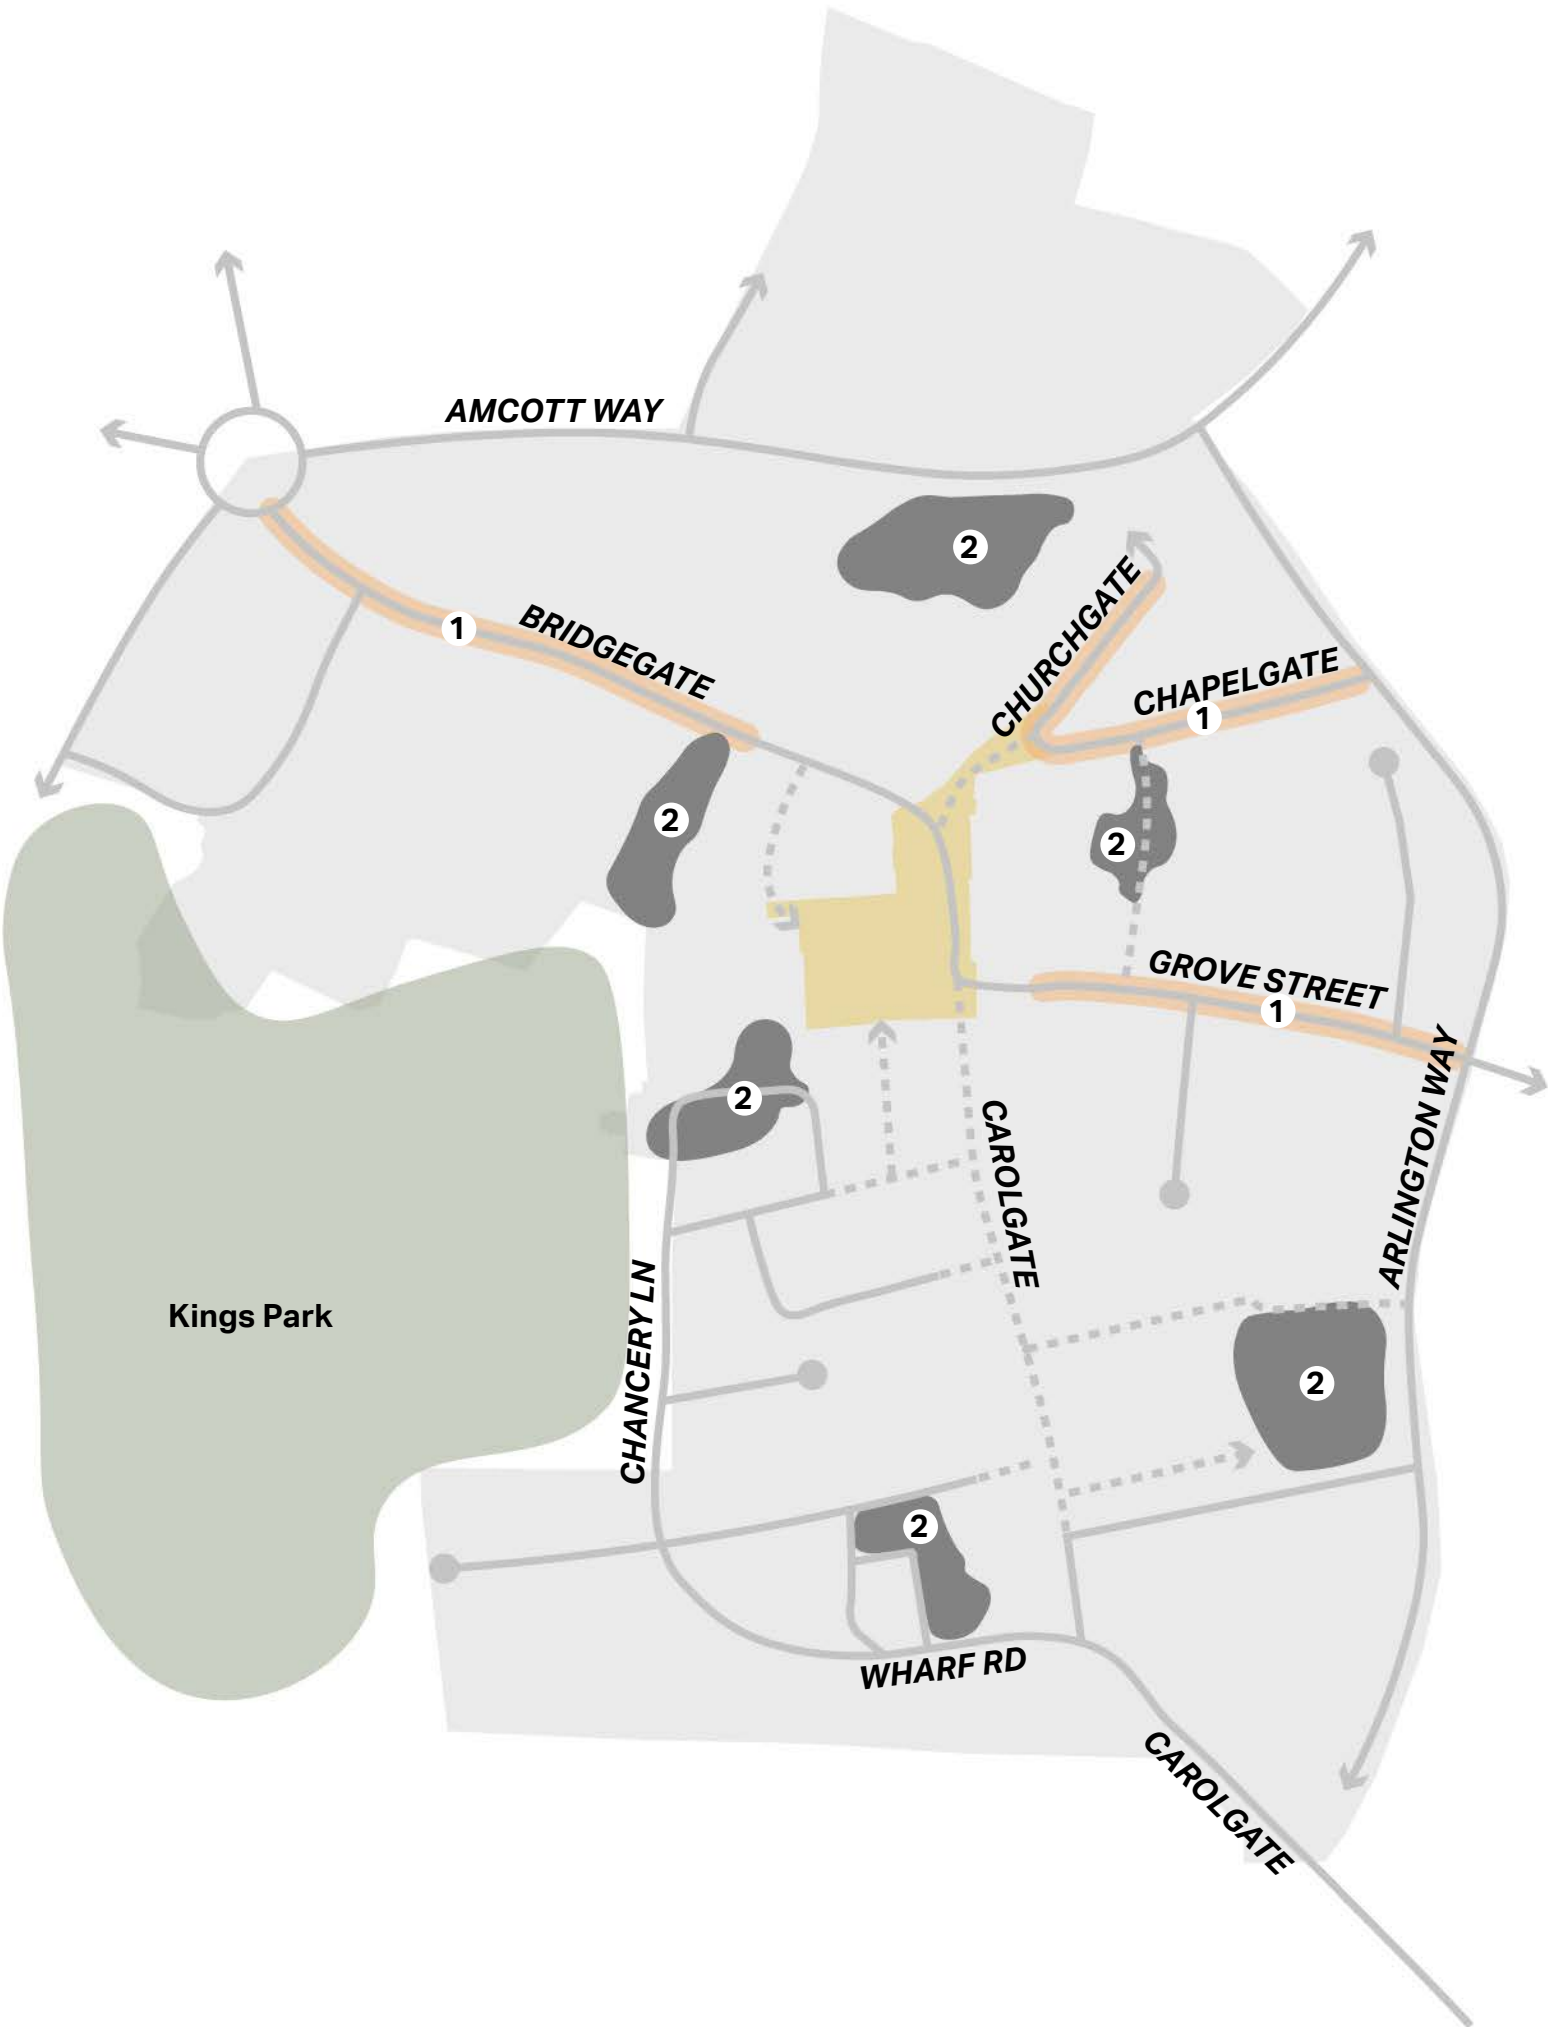 AMCOTT WAY
2
CHURCHGATE
BRIDGEGATE
1
CHAPELGATE
1
2
2
GROVE STREET
1
2
CAROLGATE
ARLINGTON WAY
Kings Park
CHANCERY LN
2
2
WHARF RD
CAROLGATE